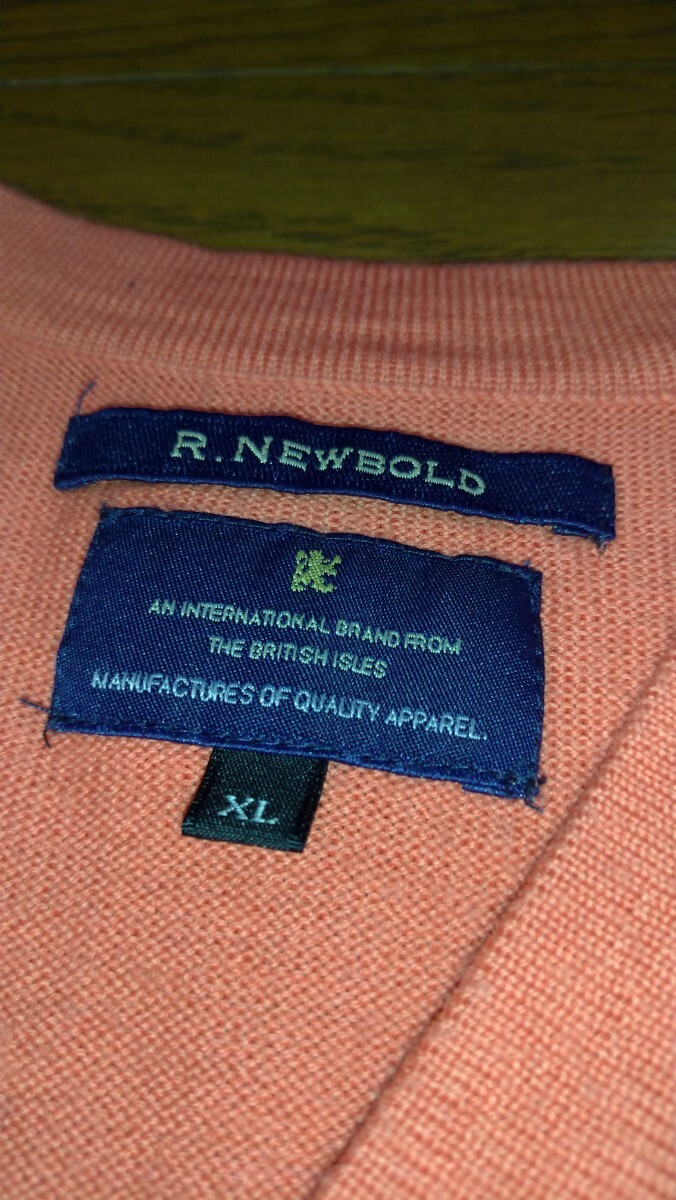 R. NEWBOLD
AN INTERNATIONAL BRAND FROM
THE BRITISH ISLES
MANUFACTURES OF QUALITY APPAREL.
XL